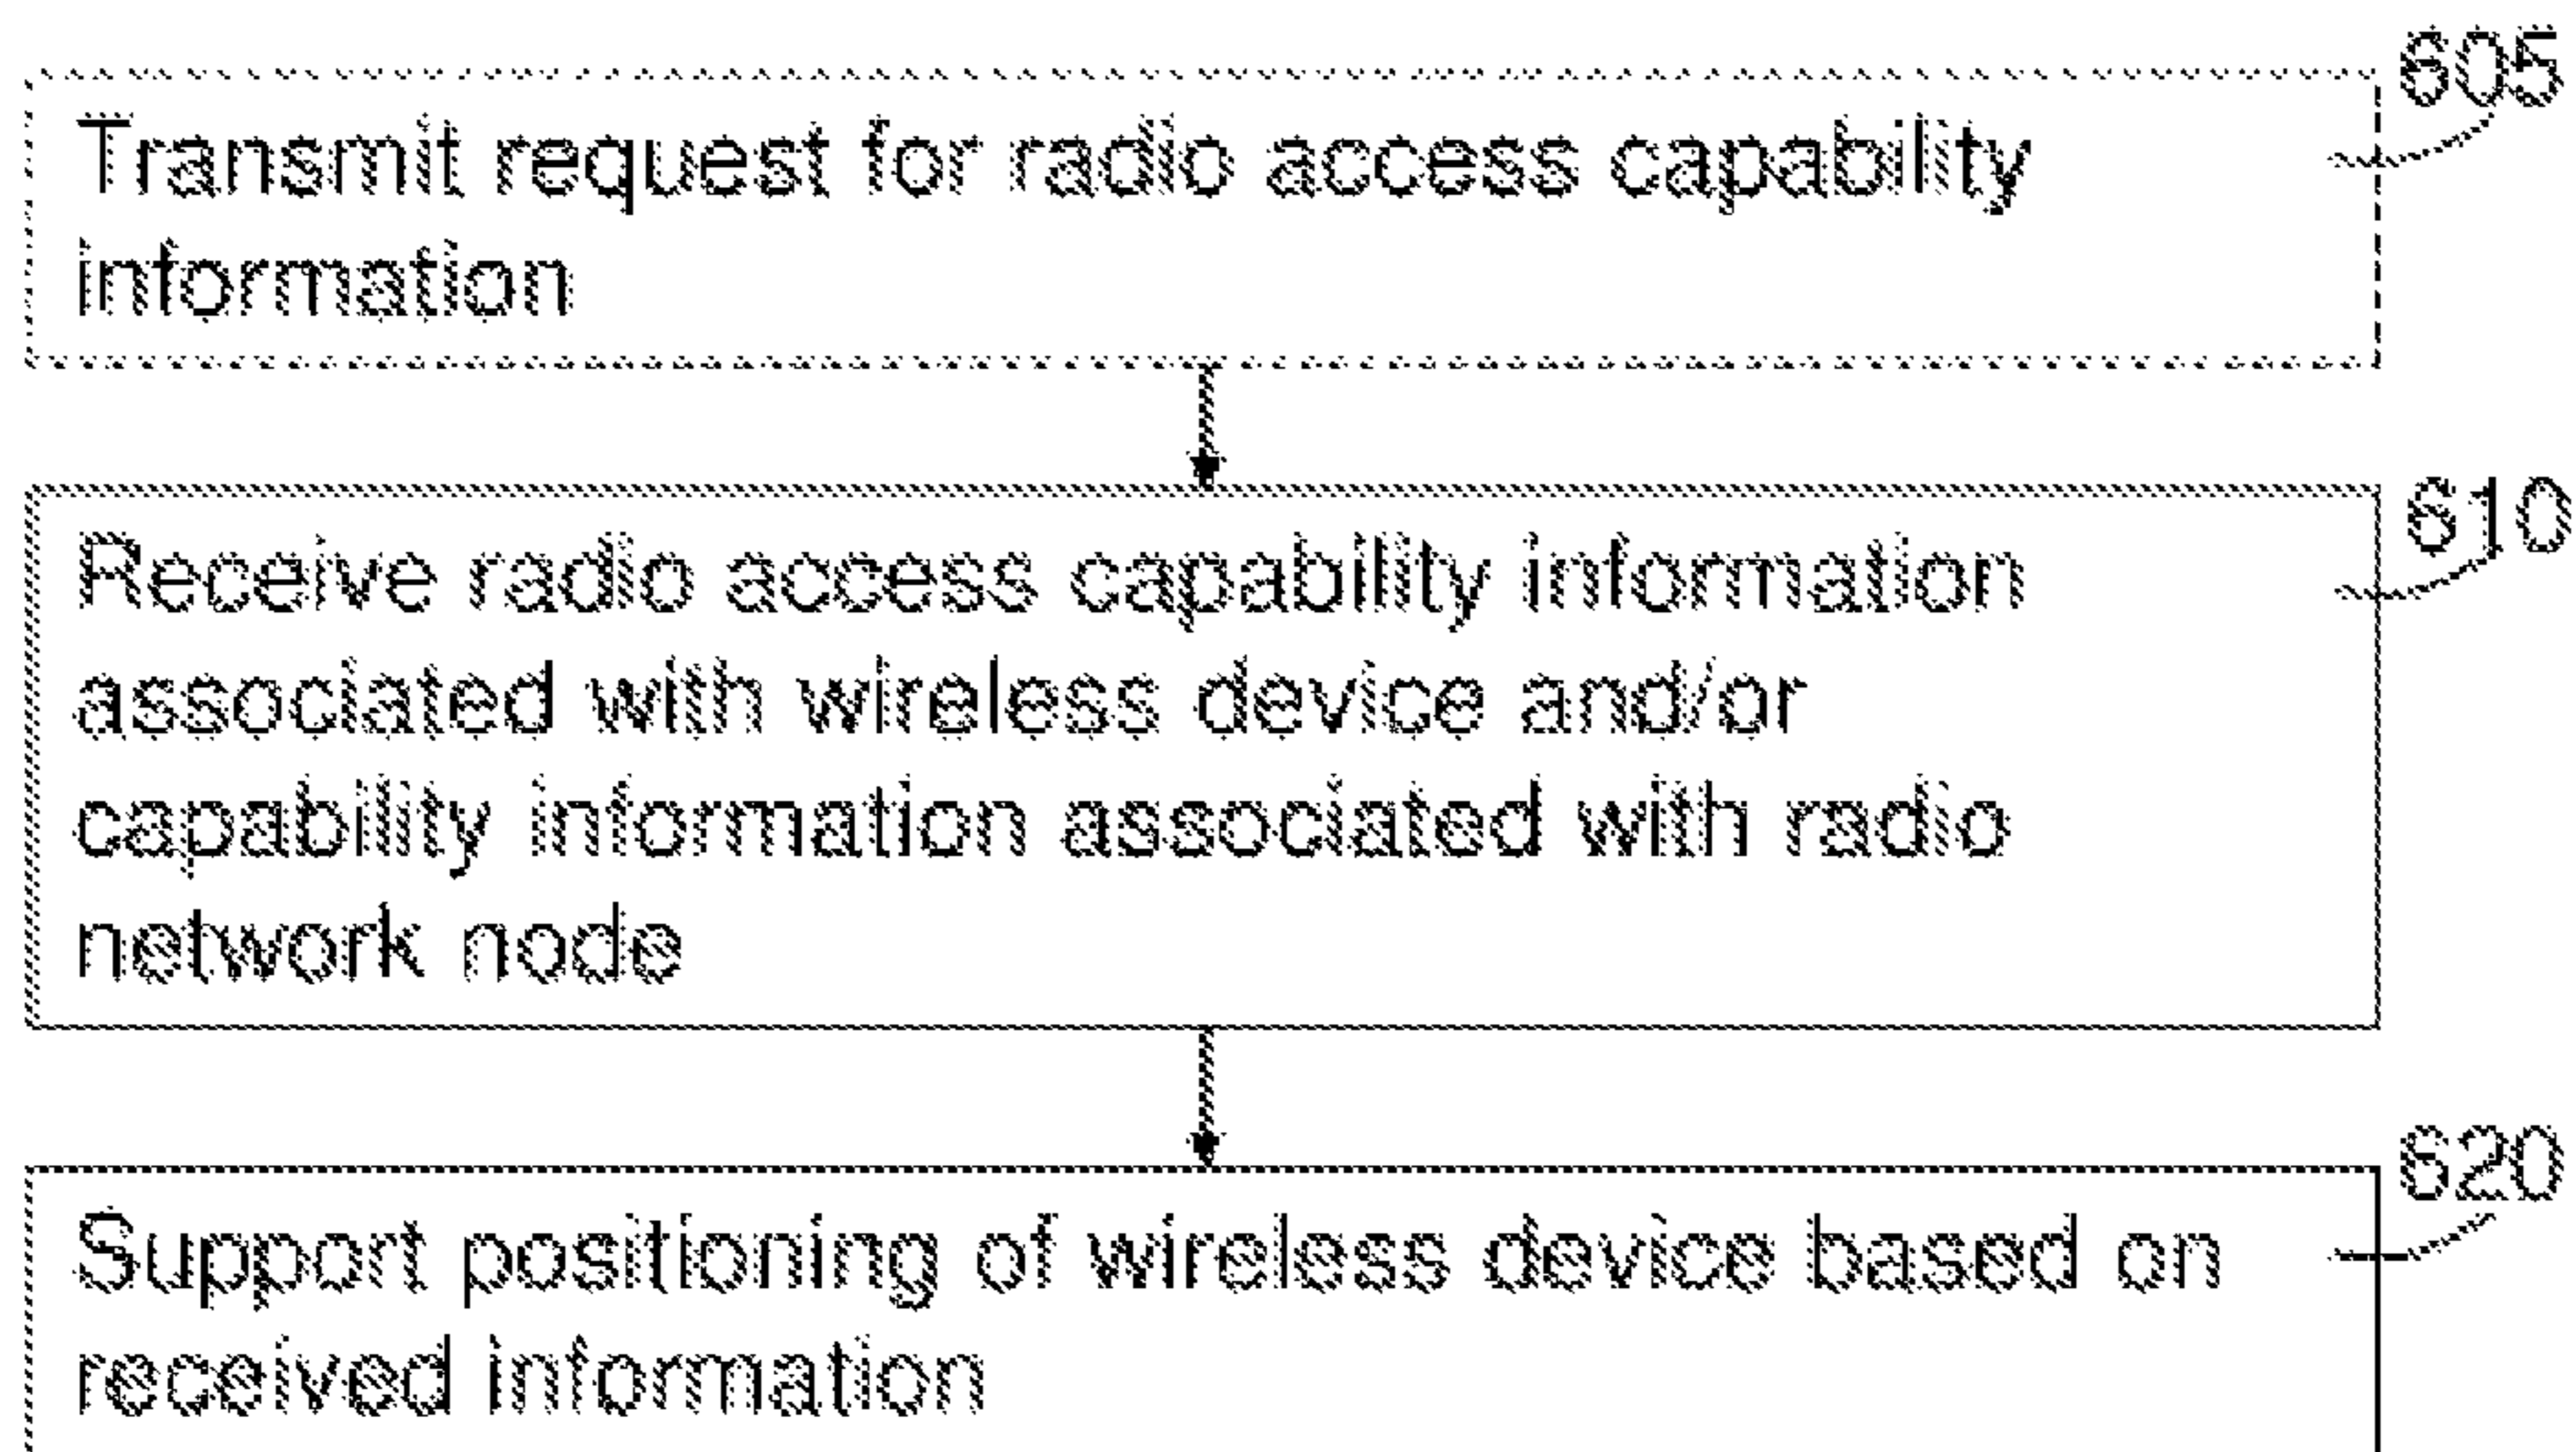 605
Transmit request for radio access capability
information
610
Receive radio access capability information
associated with wireless device and/or
capability information associated with radio
network node
620
Support positioning of wireless device based on
received information